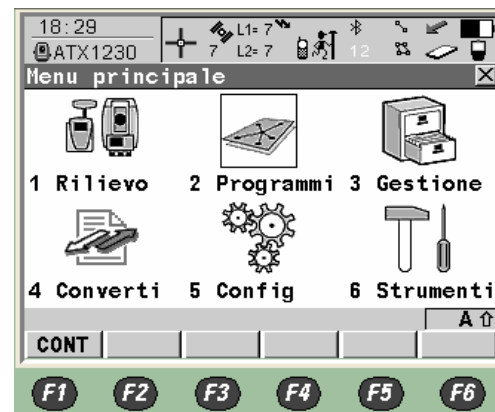 18:29
ATX1230
L1= 7
7 L2= 7
12
Menu principale
1 Rilievo 2 Programmi 3 Gestione
4 Converti 5 Config 6 Strumenti
A
CONT
F1 F2 F3 F4 F5 F6